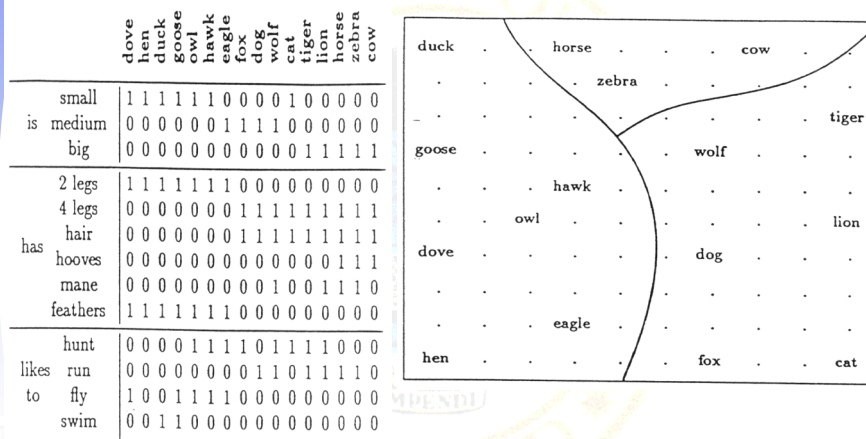 dove hen duck goose owl hawk eagle fox dog wolf cat tiger lion horse zebra cow
small 1 1 1 1 1 1 0 0 0 0 1 0 0 0 0 0
is medium 0 0 0 0 0 0 1 1 1 1 0 0 0 0 0 0
big 0 0 0 0 0 0 0 0 0 0 0 1 1 1 1 1
2 legs 1 1 1 1 1 1 1 0 0 0 0 0 0 0 0 0
4 legs 0 0 0 0 0 0 0 1 1 1 1 1 1 1 1 1
has hair 0 0 0 0 0 0 0 1 1 1 1 1 1 1 1 1
hooves 0 0 0 0 0 0 0 0 0 0 0 0 0 1 1 1
mane 0 0 0 0 0 0 0 0 0 1 0 0 1 1 1 0
feathers 1 1 1 1 1 1 1 0 0 0 0 0 0 0 0 0
hunt 0 0 0 0 1 1 1 1 0 1 1 1 1 0 0 0
likes run 0 0 0 0 0 0 0 0 1 1 0 1 1 1 1 0
to fly 1 0 0 1 1 1 1 0 0 0 0 0 0 0 0 0
swim 0 0 1 1 0 0 0 0 0 0 0 0 0 0 0 0
duck horse cow
zebra
tiger
goose wolf
hawk
owl lion
dove dog
eagle
hen fox cat
MPENDI